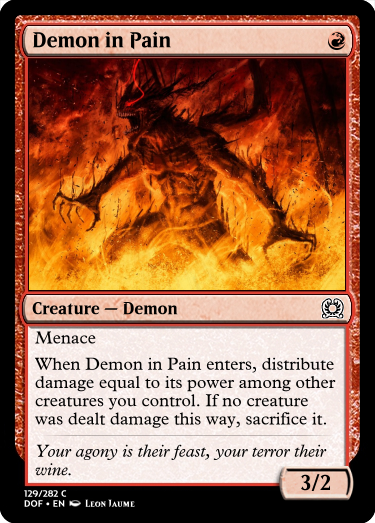 Demon in Pain
Creature — Demon
Menace
When Demon in Pain enters, distribute
damage equal to its power among other
creatures you control. If no creature
was dealt damage this way, sacrifice it.
Your agony is their feast, your terror their
wine.
3/2
129/282 C
DOF • EN Leon Jaume